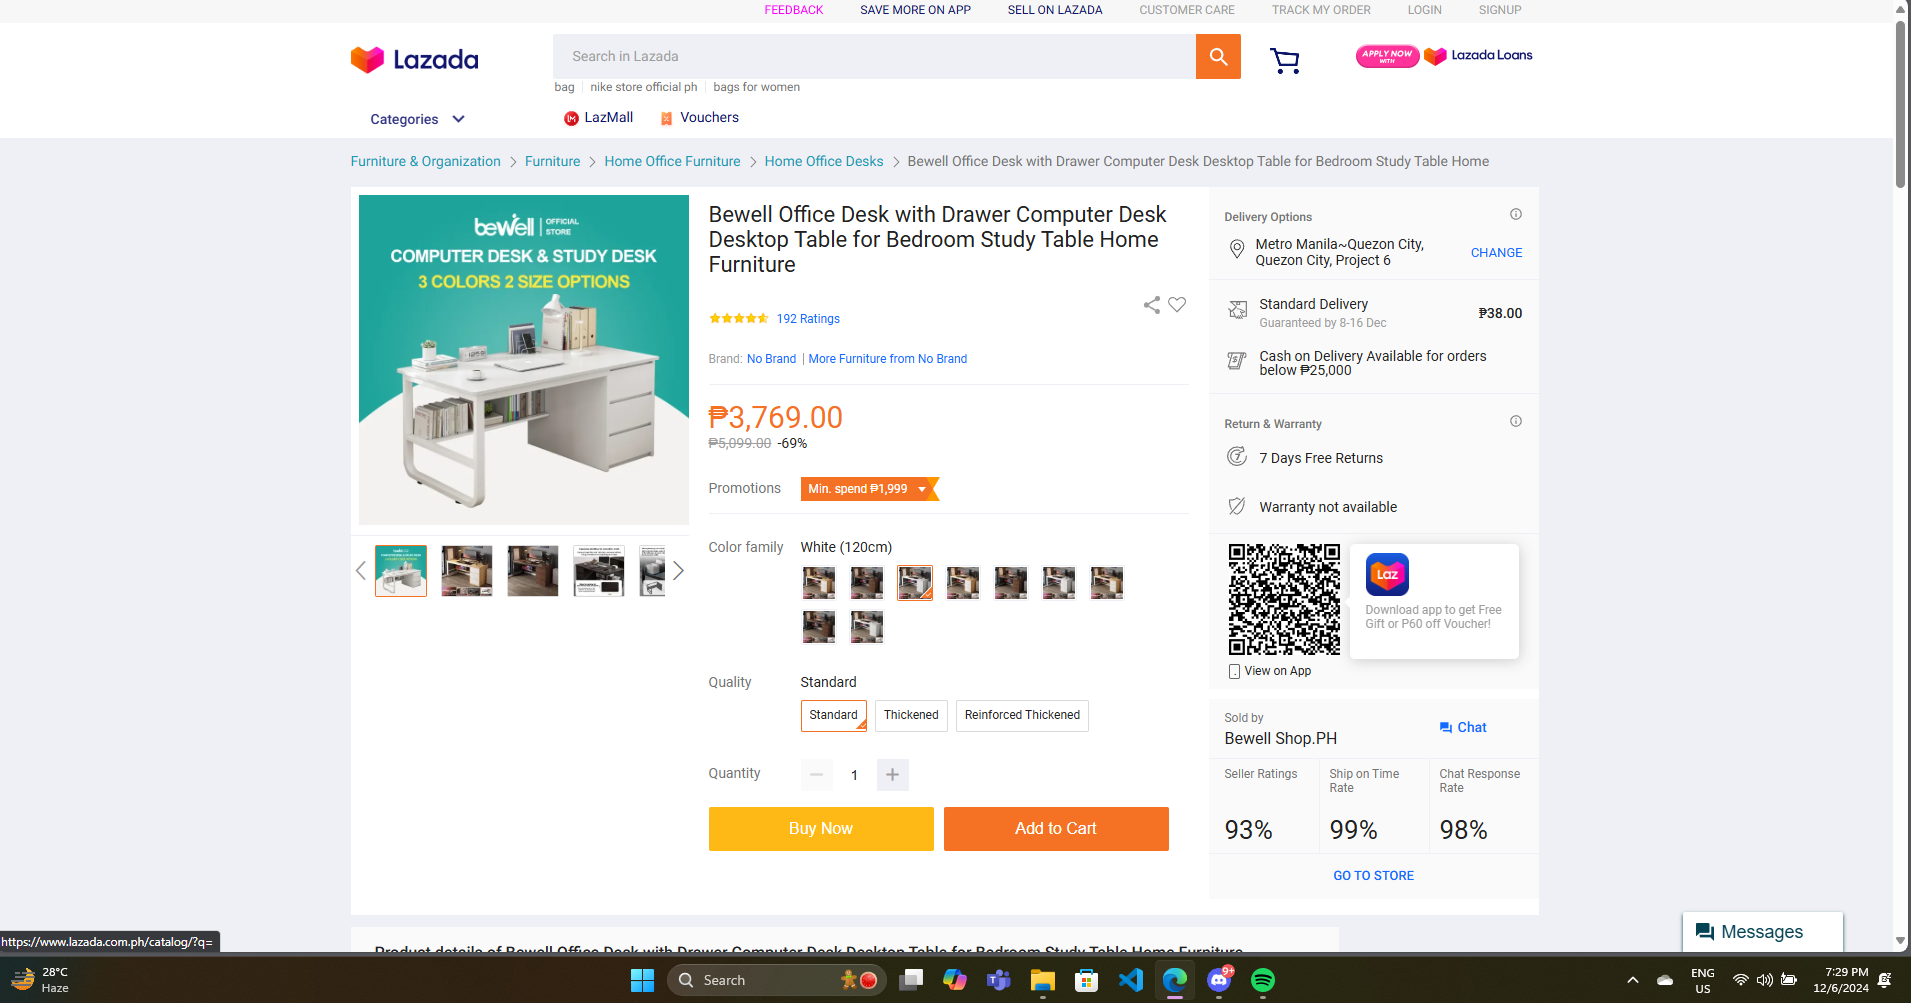 FEEDBACK SAVE MORE ON APP SELL ON LAZADA CUSTOMER CARE TRACK MY ORDER LOGIN SIGNUP
Lazada
Search in Lazada
APPLY NOW
WITH
Lazada Loans
bag nike store official ph bags for women
Categories
LazMall Vouchers
Furniture & Organization > Furniture > Home Office Furniture > Home Office Desks > Bewell Office Desk with Drawer Computer Desk Desktop Table for Bedroom Study Table Home
bewell OFFICIAL
STORE
COMPUTER DESK & STUDY DESK
3 COLORS 2 SIZE OPTIONS
Bewell Office Desk with Drawer Computer Desk
Desktop Table for Bedroom Study Table Home
Furniture
192 Ratings
Brand: No Brand | More Furniture from No Brand
₱3,769.00
₱5,099.00 -69%
Promotions Min. spend ₱1,999
Color family White (120cm)
Quality Standard
Standard Thickened Reinforced Thickened
Quantity 1
Buy Now Add to Cart
Delivery Options
Metro Manila~Quezon City,
Quezon City, Project 6
CHANGE
Standard Delivery
Guaranteed by 8-16 Dec
₱38.00
Cash on Delivery Available for orders
below ₱25,000
Return & Warranty
7 Days Free Returns
Warranty not available
Laz
Download app to get Free
Gift or P60 off Voucher!
View on App
Sold by
Bewell Shop.PH
Chat
Seller Ratings
Ship on Time
Rate
Chat Response
Rate
93% 99% 98%
GO TO STORE
Product details of Bewell Office Desk with Drawer Computer Desk Desktop Table for Bedroom Study Table Home Furniture
Messages
https://www.lazada.com.ph/catalog/?q=
28°C
Haze
Search
9+
ENG
US
7:29 PM
12/6/2024